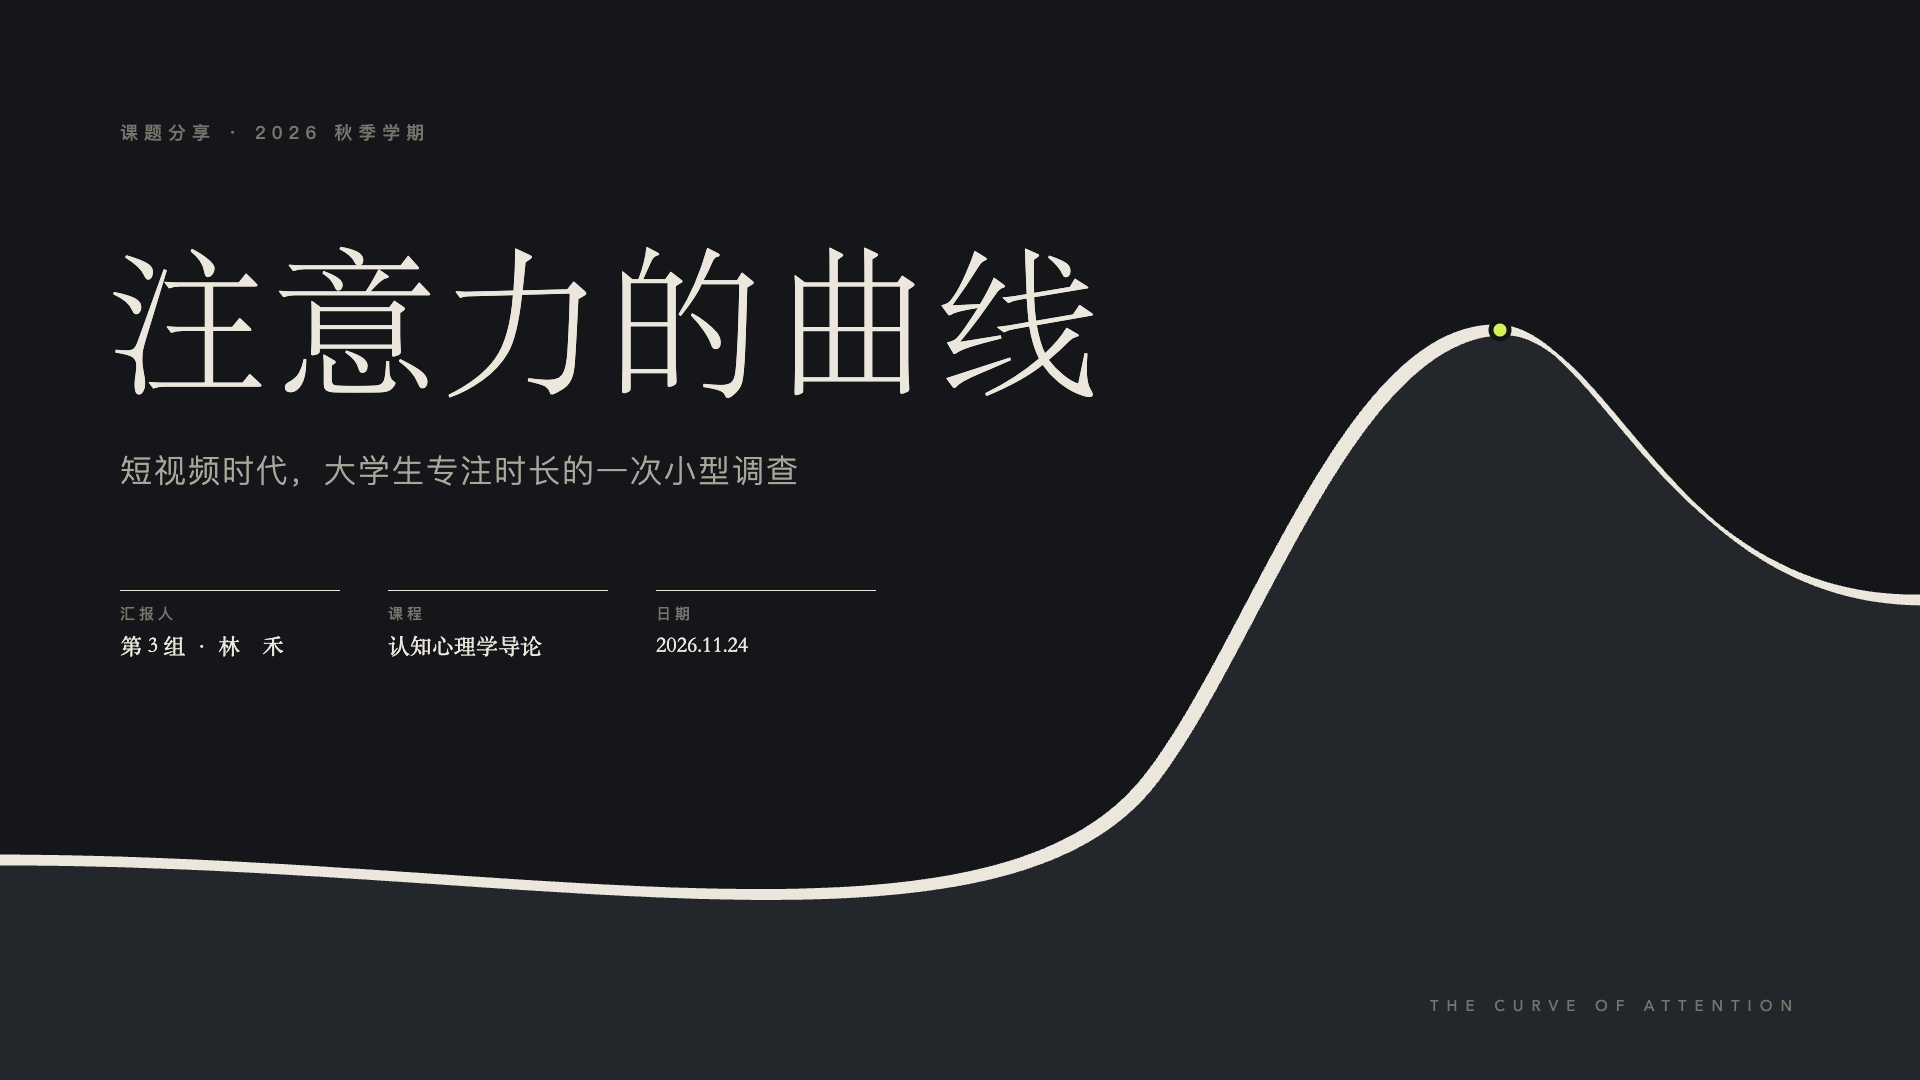 课题分享 · 2026 秋季学期
注意力的曲线
短视频时代，大学生专注时长的一次小型调查
汇报人
第 3 组 · 林　禾
课程
认知心理学导论
日期
2026.11.24
THE CURVE OF ATTENTION